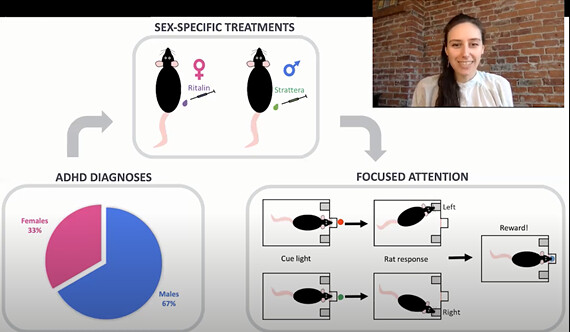 SEX-SPECIFIC TREATMENTS
Ritalin
Strattera
ADHD DIAGNOSES
Females
33%
Males
67%
FOCUSED ATTENTION
Left
Cue light
Rat response
Reward!
Right